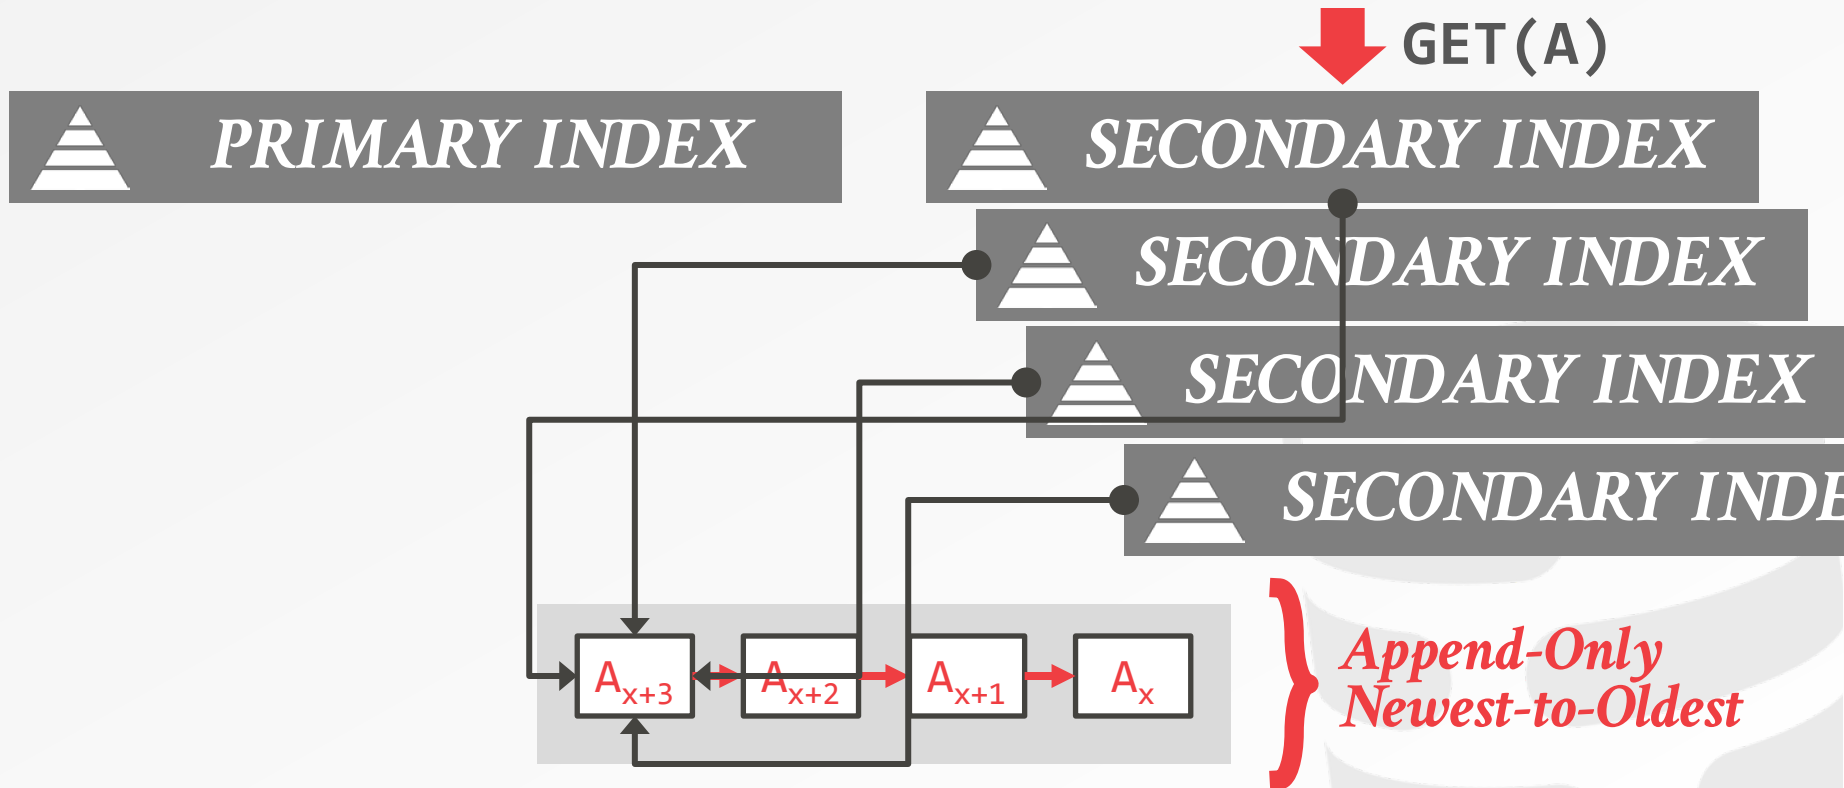 GET(A)
PRIMARY INDEX
SECONDARY INDEX
SECONDARY INDEX
SECONDARY INDEX
SECONDARY INDE
Aₓ₊₃ Aₓ₊₂ Aₓ₊₁ Aₓ
Append-Only
Newest-to-Oldest